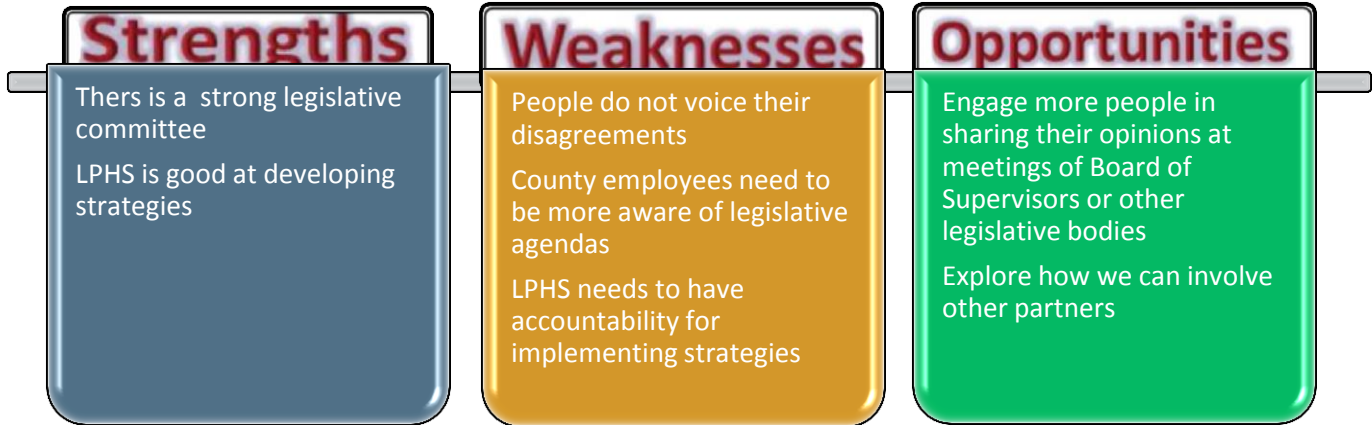 Strengths
Thers is a strong legislative
committee
LPHS is good at developing
strategies
Weaknesses
People do not voice their
disagreements
County employees need to
be more aware of legislative
agendas
LPHS needs to have
accountability for
implementing strategies
Opportunities
Engage more people in
sharing their opinions at
meetings of Board of
Supervisors or other
legislative bodies
Explore how we can involve
other partners